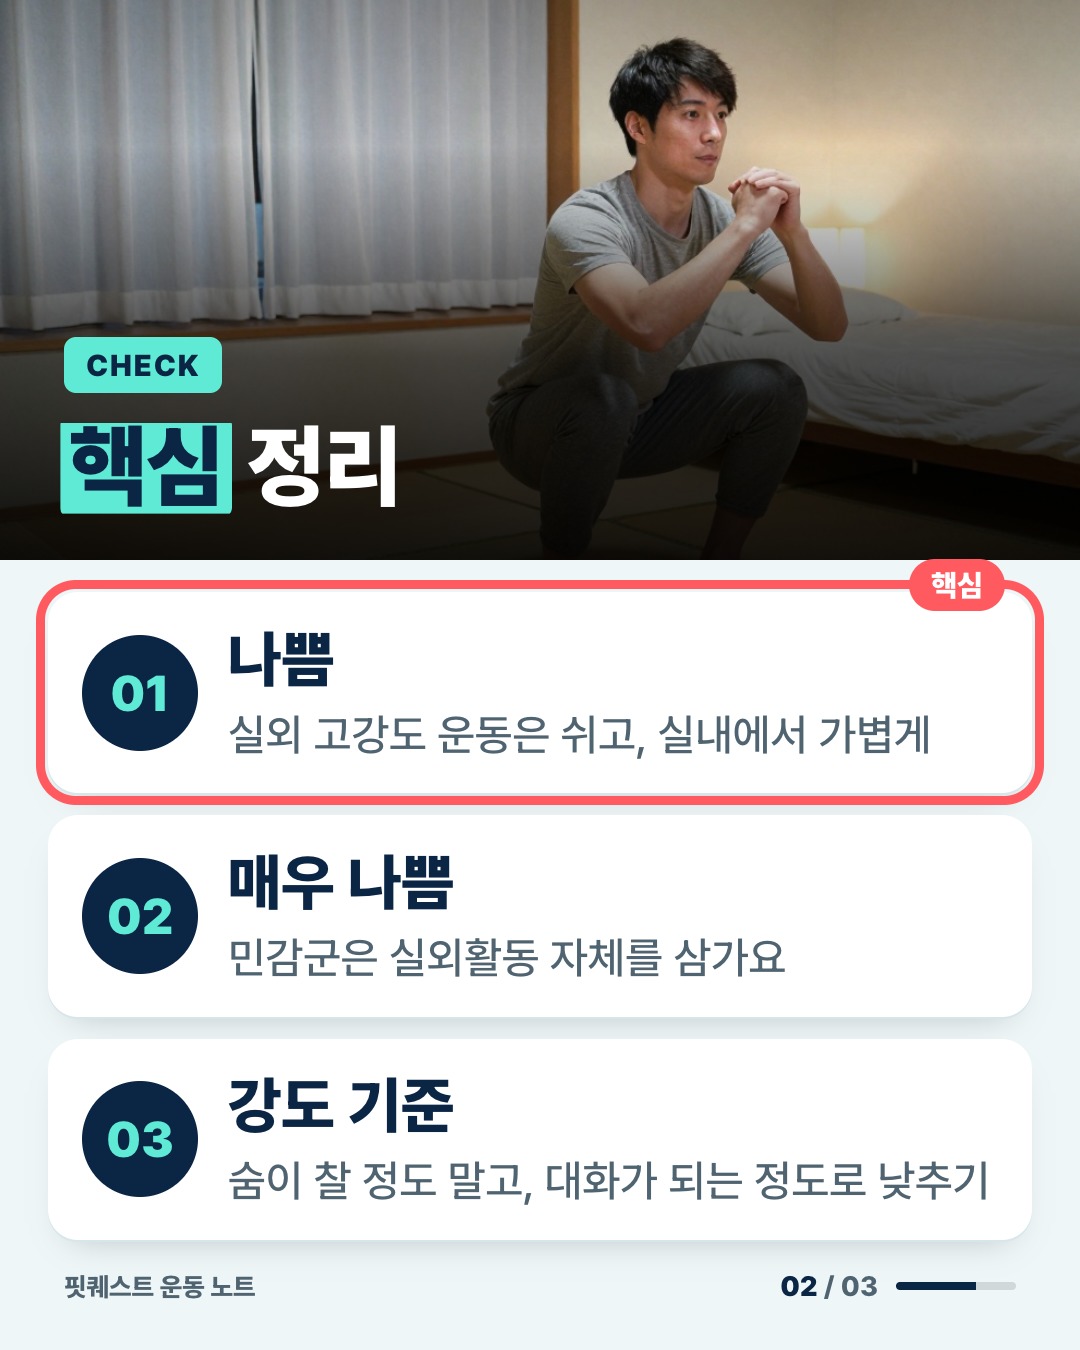 CHECK
핵심 정리
핵심
01
나쁨
실외 고강도 운동은 쉬고, 실내에서 가볍게
02
매우 나쁨
민감군은 실외활동 자체를 삼가요
03
강도 기준
숨이 찰 정도 말고, 대화가 되는 정도로 낮추기
핏퀘스트 운동 노트
02 / 03